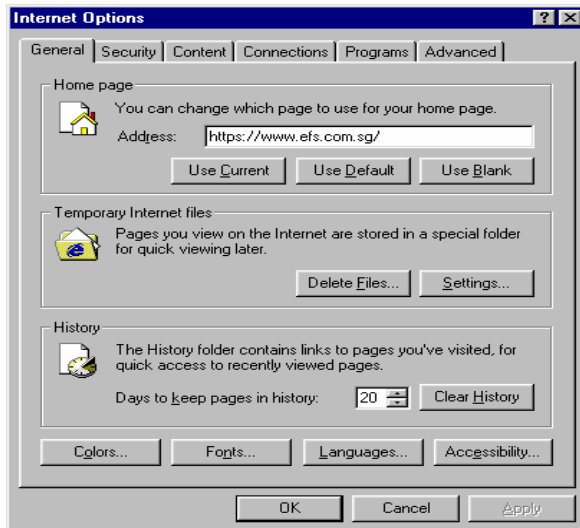 Internet Options
General Security Content Connections Programs Advanced
Home page
You can change which page to use for your home page.
Address: https://www.efs.com.sg/
Use Current Use Default Use Blank
Temporary Internet files
Pages you view on the Internet are stored in a special folder
for quick viewing later.
Delete Files... Settings...
History
The History folder contains links to pages you've visited, for
quick access to recently viewed pages.
Days to keep pages in history: 20 Clear History
Colors... Fonts... Languages... Accessibility...
OK Cancel Apply